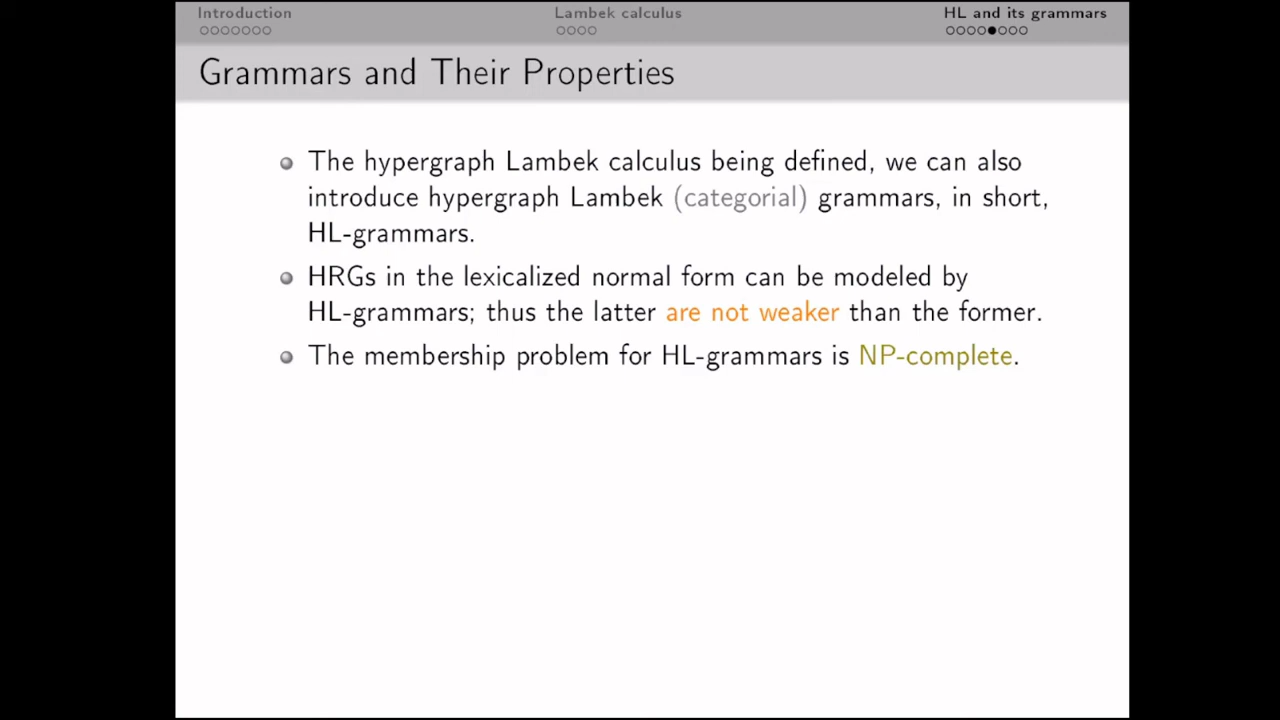 Introduction
Lambek calculus
HL and its grammars
Grammars and Their Properties
The hypergraph Lambek calculus being defined, we can also
introduce hypergraph Lambek (categorial) grammars, in short,
HL-grammars.
HRGs in the lexicalized normal form can be modeled by
HL-grammars; thus the latter are not weaker than the former.
The membership problem for HL-grammars is NP-complete.